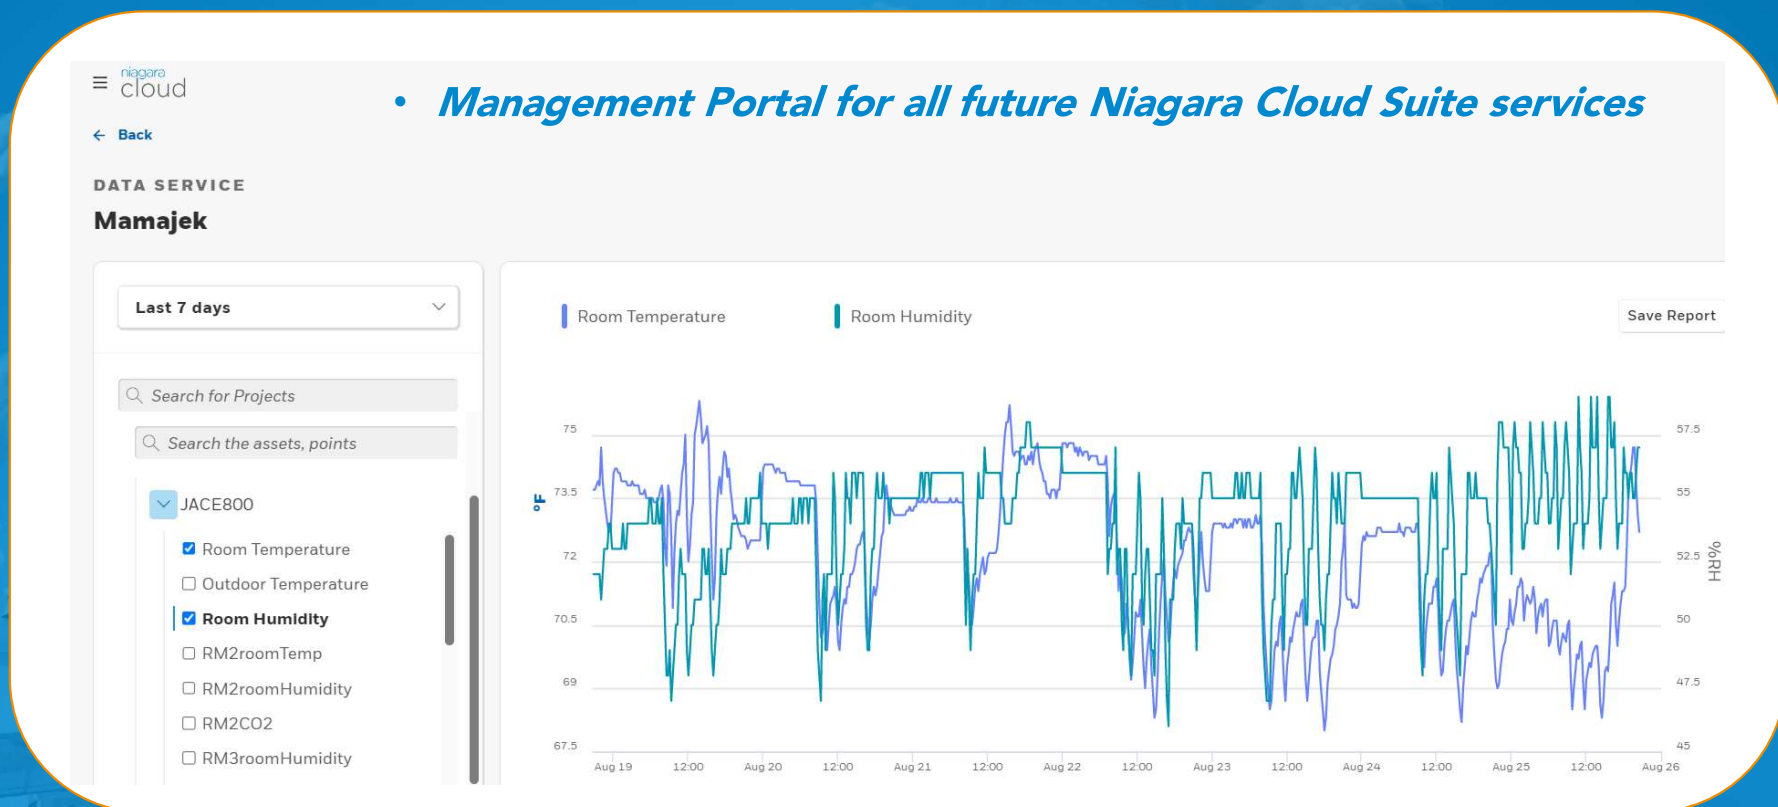 niagara
cloud
• Management Portal for all future Niagara Cloud Suite services
← Back
DATA SERVICE
Mamajek
Last 7 days
Search for Projects
Search the assets, points
JACE800
Room Temperature
Outdoor Temperature
Room Humidity
RM2roomTemp
RM2roomHumidity
RM2CO2
RM3roomHumidity
Room Temperature
Room Humidity
Save Report
°F
75
73.5
72
70.5
69
67.5
57.5
55
52.5
50
47.5
45
%RH
Aug 19
12:00
Aug 20
12:00
Aug 21
12:00
Aug 22
12:00
Aug 23
12:00
Aug 24
12:00
Aug 25
12:00
Aug 26